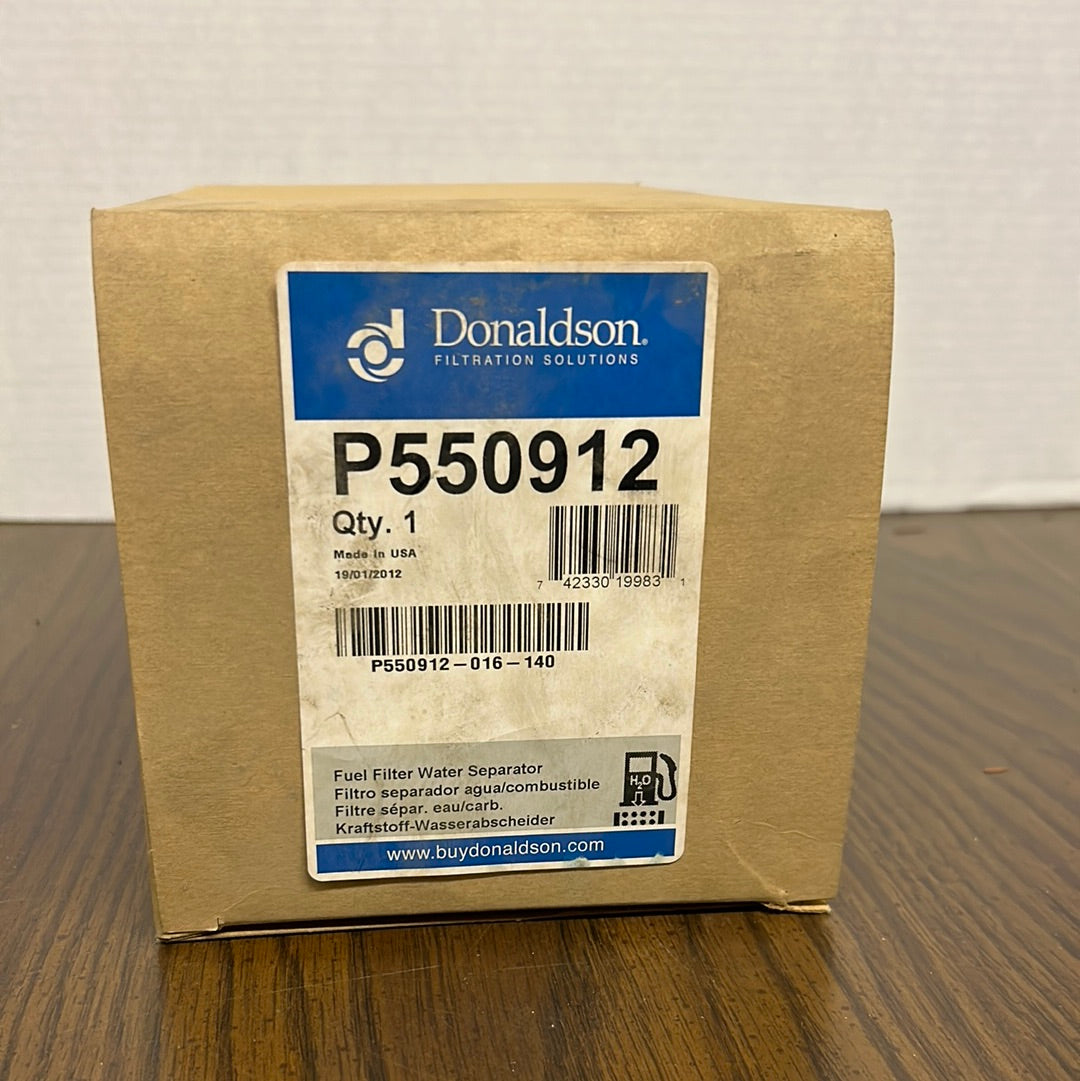 Donaldson®
FILTRATION SOLUTIONS
P550912
Qty. 1
Made in USA
19/01/2012
7 42330 19983 1
P550912-016-140
Fuel Filter Water Separator
Filtro separador agua/combustible
Filtre sépar. eau/carb.
Kraftstoff-Wasserabscheider
H2O
www.buydonaldson.com